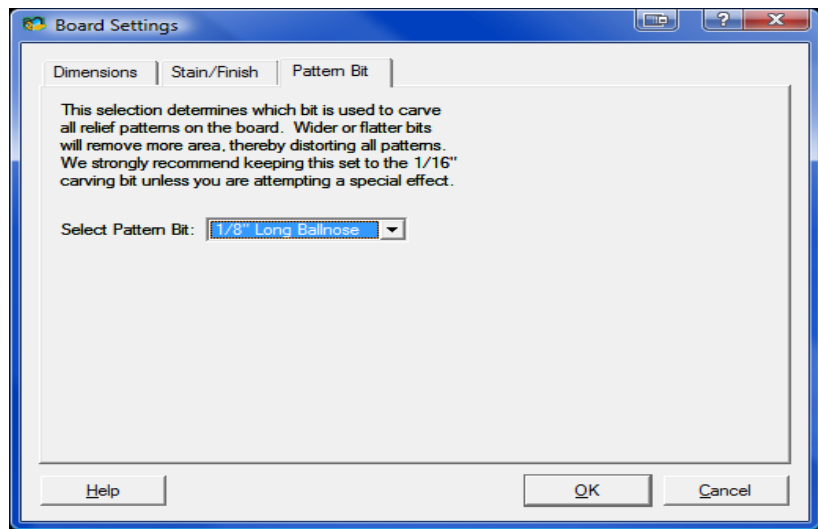 Board Settings
?
X
Dimensions
Stain/Finish
Pattern Bit
This selection determines which bit is used to carve
all relief patterns on the board. Wider or flatter bits
will remove more area, thereby distorting all patterns.
We strongly recommend keeping this set to the 1/16"
carving bit unless you are attempting a special effect.
Select Pattern Bit: 1/8" Long Ballnose
Help
OK
Cancel